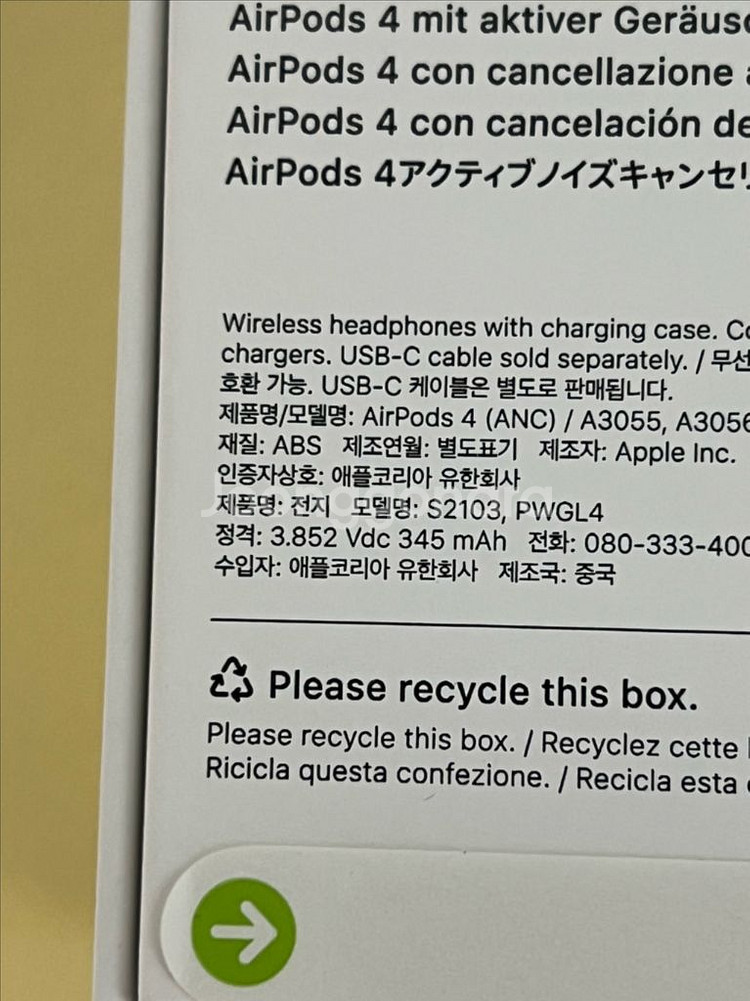 AirPods 4 mit aktiver Geräusc
AirPods 4 con cancellazione a
AirPods 4 con cancelación de
AirPods 4アクティブノイズキャンセリ
Wireless headphones with charging case. Co
chargers. USB-C cable sold separately. / 무선
호환 가능. USB-C 케이블은 별도로 판매됩니다.
제품명/모델명: AirPods 4 (ANC) / A3055, A3056
재질: ABS 제조연월: 별도표기 제조자: Apple Inc.
인증자상호: 애플코리아 유한회사
제품명: 전지 모델명: S2103, PWGL4
정격: 3.852 Vdc 345 mAh 전화: 080-333-400
수입자: 애플코리아 유한회사 제조국: 중국
Please recycle this box.
Please recycle this box. / Recyclez cette
Ricicla questa confezione. / Recicla esta